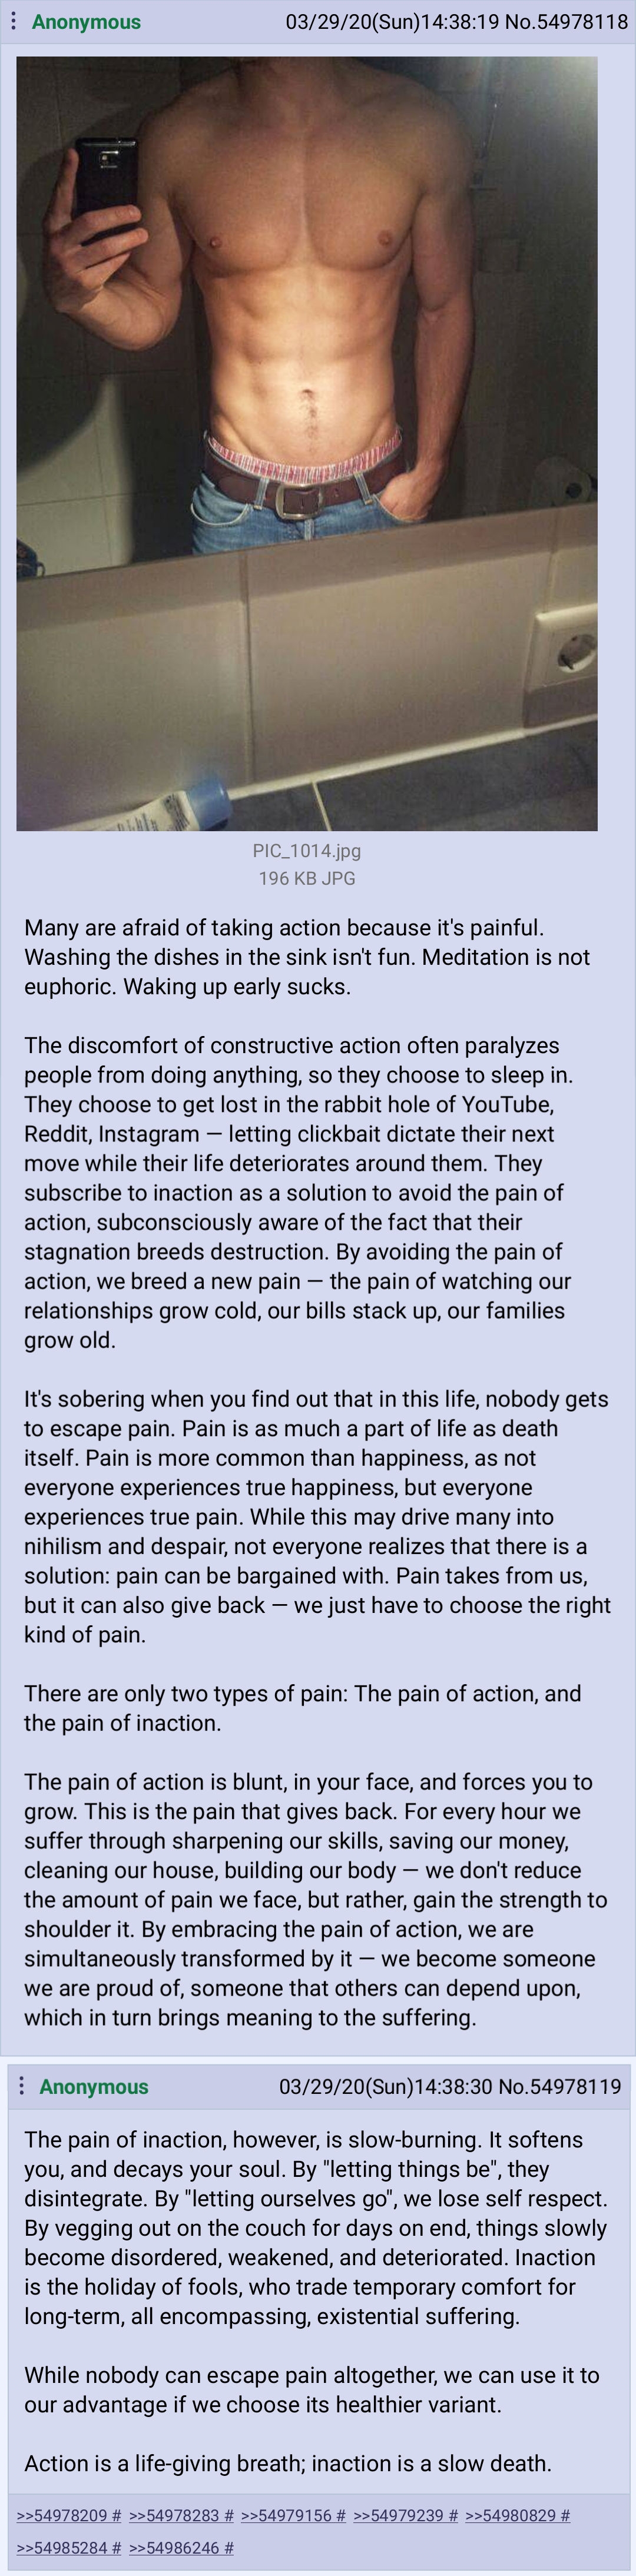 Anonymous 03/29/20(Sun)14:38:19 No.54978118
PIC_1014.jpg
196 KB JPG
Many are afraid of taking action because it's painful.
Washing the dishes in the sink isn't fun. Meditation is not
euphoric. Waking up early sucks.
The discomfort of constructive action often paralyzes
people from doing anything, so they choose to sleep in.
They choose to get lost in the rabbit hole of YouTube,
Reddit, Instagram — letting clickbait dictate their next
move while their life deteriorates around them. They
subscribe to inaction as a solution to avoid the pain of
action, subconsciously aware of the fact that their
stagnation breeds destruction. By avoiding the pain of
action, we breed a new pain — the pain of watching our
relationships grow cold, our bills stack up, our families
grow old.
It's sobering when you find out that in this life, nobody gets
to escape pain. Pain is as much a part of life as death
itself. Pain is more common than happiness, as not
everyone experiences true happiness, but everyone
experiences true pain. While this may drive many into
nihilism and despair, not everyone realizes that there is a
solution: pain can be bargained with. Pain takes from us,
but it can also give back — we just have to choose the right
kind of pain.
There are only two types of pain: The pain of action, and
the pain of inaction.
The pain of action is blunt, in your face, and forces you to
grow. This is the pain that gives back. For every hour we
suffer through sharpening our skills, saving our money,
cleaning our house, building our body — we don't reduce
the amount of pain we face, but rather, gain the strength to
shoulder it. By embracing the pain of action, we are
simultaneously transformed by it — we become someone
we are proud of, someone that others can depend upon,
which in turn brings meaning to the suffering.
Anonymous 03/29/20(Sun)14:38:30 No.54978119
The pain of inaction, however, is slow-burning. It softens
you, and decays your soul. By "letting things be", they
disintegrate. By "letting ourselves go", we lose self respect.
By vegging out on the couch for days on end, things slowly
become disordered, weakened, and deteriorated. Inaction
is the holiday of fools, who trade temporary comfort for
long-term, all encompassing, existential suffering.
While nobody can escape pain altogether, we can use it to
our advantage if we choose its healthier variant.
Action is a life-giving breath; inaction is a slow death.
>>54978209 # >>54978283 # >>54979156 # >>54979239 # >>54980829 #
>>54985284 # >>54986246 #